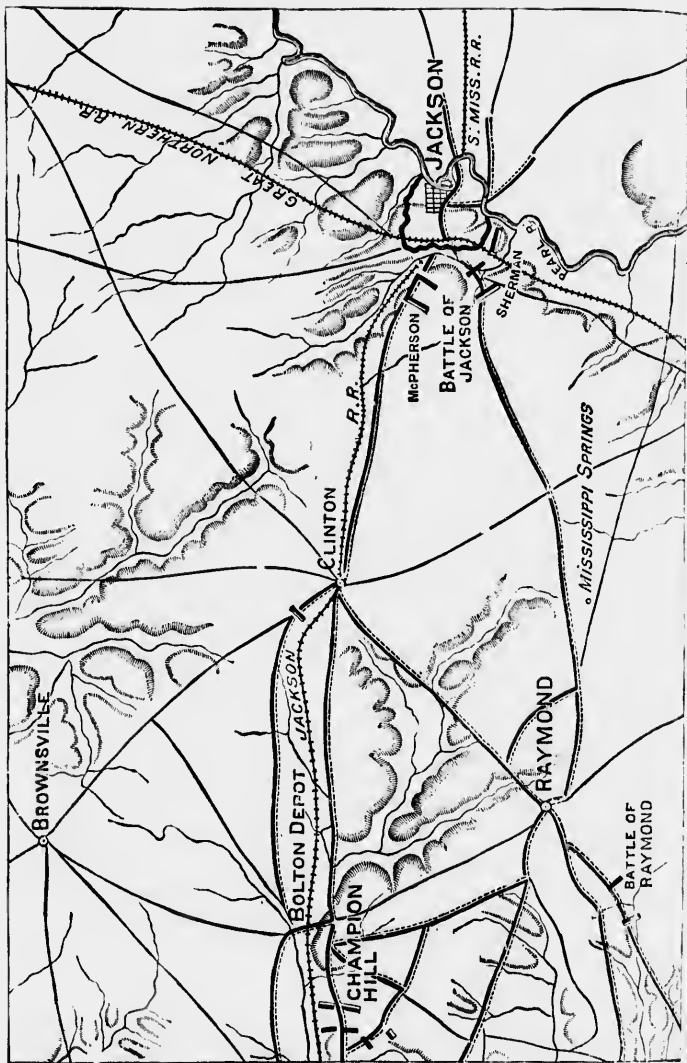 BROWNSVILLE
GREAT NORTHERN R.R.
BOLTON DEPOT
JACKSON
R.R.
CLINTON
JACKSON
S. MISS. R.R.
CHAMPION
HILL
McPHERSON
BATTLE OF
JACKSON
SHERMAN
PEARL R.
RAYMOND
MISSISSIPPI SPRINGS
BATTLE OF
RAYMOND